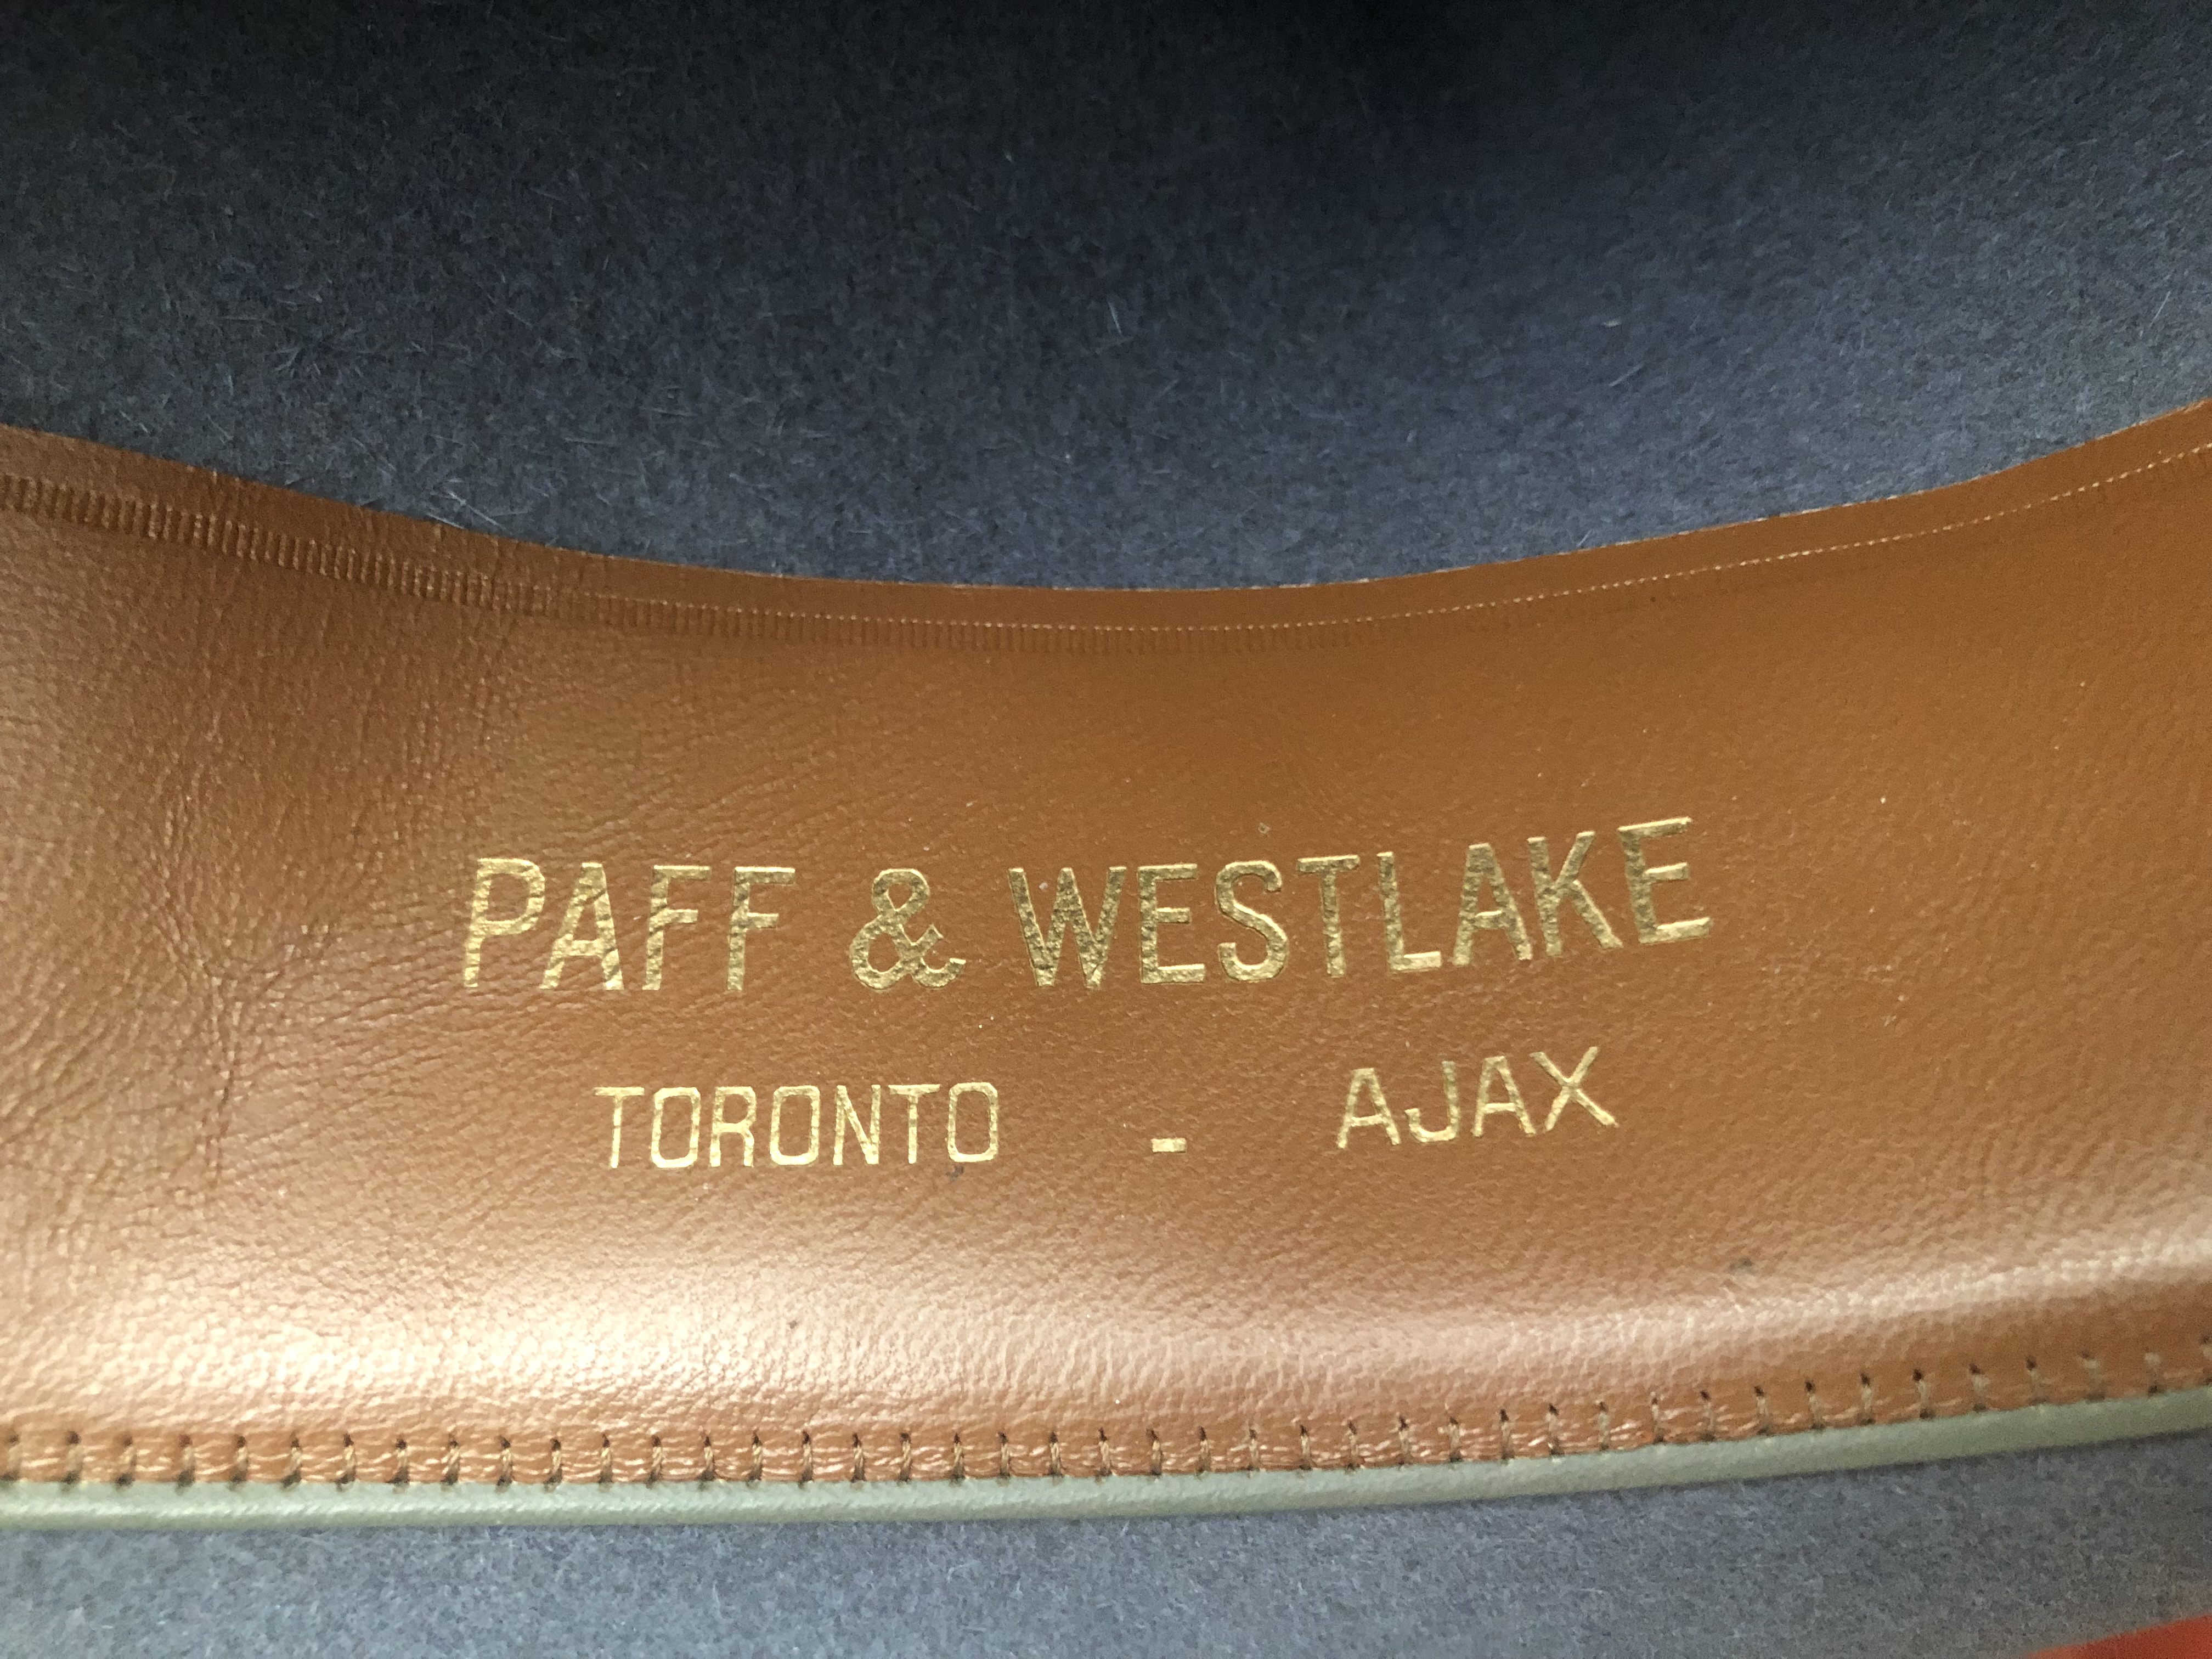 PAFF & WESTLAKE
TORONTO - AJAX